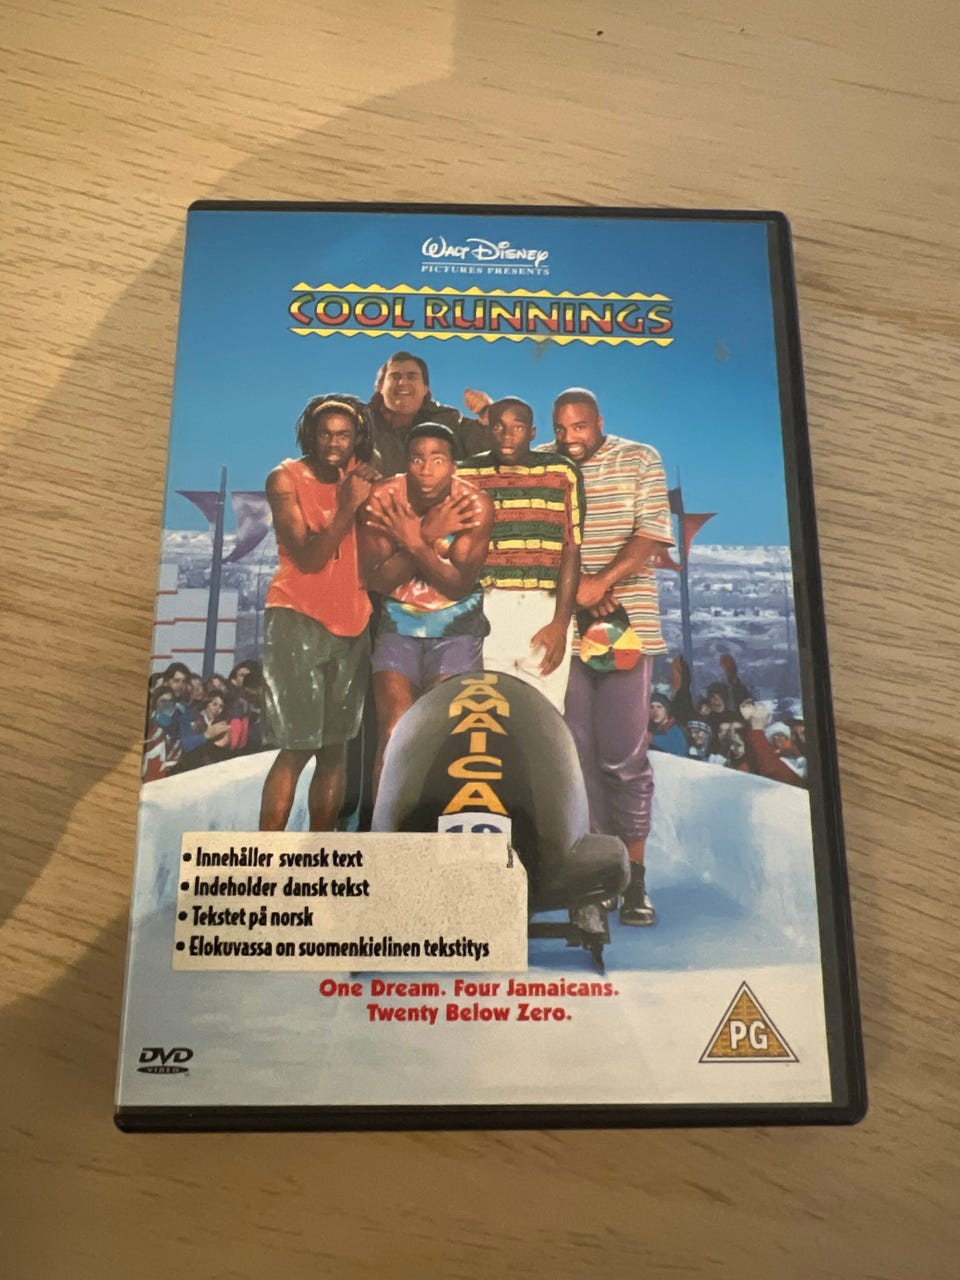 WALT DISNEY
PICTURES PRESENTS
COOL RUNNINGS
JAMAICA
• Innehåller svensk text
• Indeholder dansk tekst
• Tekstet på norsk
• Elokuvassa on suomenkielinen tekstitys
One Dream. Four Jamaicans.
Twenty Below Zero.
PG
DVD
VIDEO